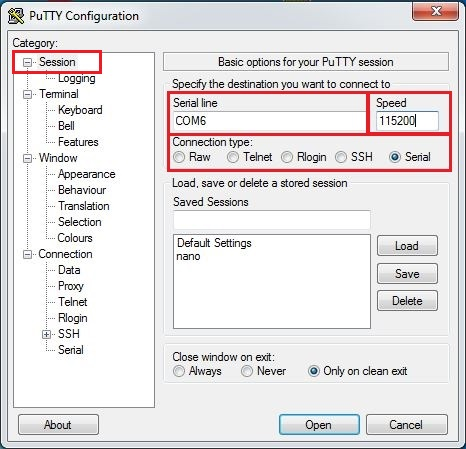 PuTTY Configuration
Category:
Session
Logging
Terminal
Keyboard
Bell
Features
Window
Appearance
Behaviour
Translation
Selection
Colours
Connection
Data
Proxy
Telnet
Rlogin
SSH
Serial
Basic options for your PuTTY session
Specify the destination you want to connect to
Serial line Speed
COM6 115200
Connection type:
Raw Telnet Rlogin SSH Serial
Load, save or delete a stored session
Saved Sessions
Default Settings
nano
Load
Save
Delete
Close window on exit:
Always Never Only on clean exit
About Open Cancel